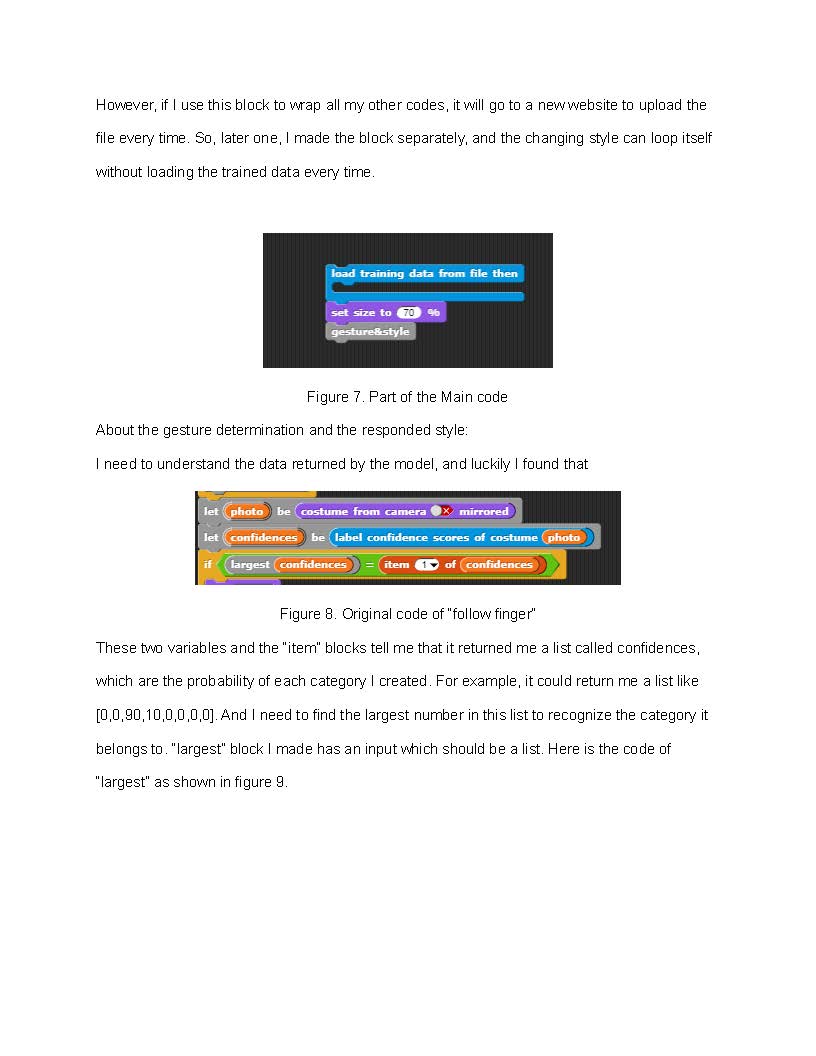 However, if I use this block to wrap all my other codes, it will go to a new website to upload the
file every time. So, later one, I made the block separately, and the changing style can loop itself
without loading the trained data every time.
load training data from file then
set size to 70 %
gesture&style
Figure 7. Part of the Main code
About the gesture determination and the responded style:
I need to understand the data returned by the model, and luckily I found that
let photo be costume from camera mirrored
let confidences be label confidence scores of costume photo
if largest confidences = item 1 of confidences
Figure 8. Original code of “follow finger”
These two variables and the “item” blocks tell me that it returned me a list called confidences,
which are the probability of each category I created. For example, it could return me a list like
[0,0,90,10,0,0,0,0]. And I need to find the largest number in this list to recognize the category it
belongs to. “largest” block I made has an input which should be a list. Here is the code of
“largest” as shown in figure 9.